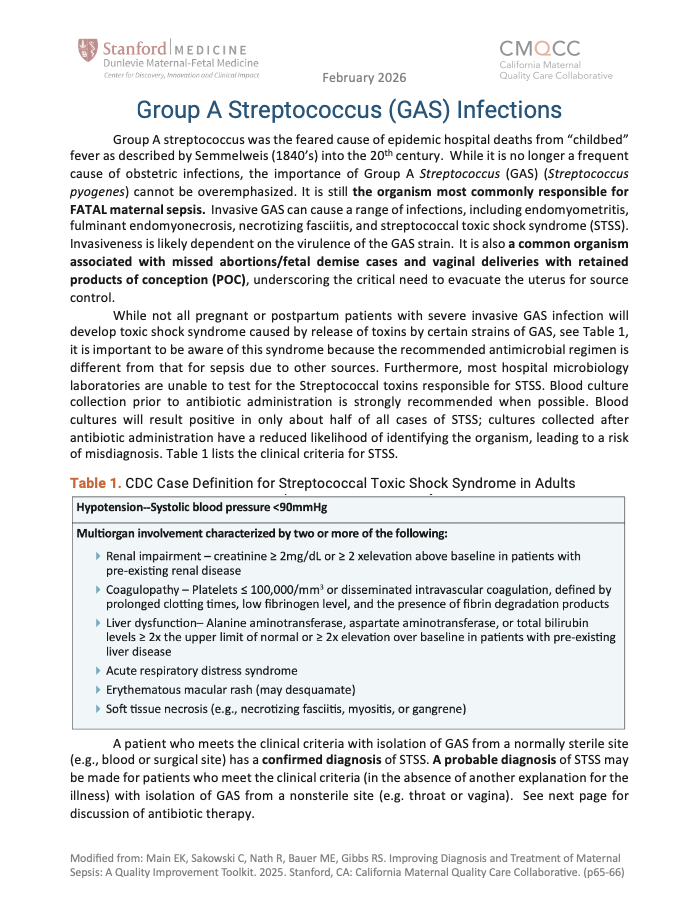 Stanford | MEDICINE
Dunlevie Maternal-Fetal Medicine
Center for Discovery, Innovation and Clinical Impact
CMQCC
California Maternal
Quality Care Collaborative
February 2026
Group A Streptococcus (GAS) Infections
Group A streptococcus was the feared cause of epidemic hospital deaths from “childbed”
fever as described by Semmelweis (1840’s) into the 20th century. While it is no longer a frequent
cause of obstetric infections, the importance of Group A Streptococcus (GAS) (Streptococcus
pyogenes) cannot be overemphasized. It is still the organism most commonly responsible for
FATAL maternal sepsis. Invasive GAS can cause a range of infections, including endomyometritis,
fulminant endomyonecrosis, necrotizing fasciitis, and streptococcal toxic shock syndrome (STSS).
Invasiveness is likely dependent on the virulence of the GAS strain. It is also a common organism
associated with missed abortions/fetal demise cases and vaginal deliveries with retained
products of conception (POC), underscoring the critical need to evacuate the uterus for source
control.
While not all pregnant or postpartum patients with severe invasive GAS infection will
develop toxic shock syndrome caused by release of toxins by certain strains of GAS, see Table 1,
it is important to be aware of this syndrome because the recommended antimicrobial regimen is
different from that for sepsis due to other sources. Furthermore, most hospital microbiology
laboratories are unable to test for the Streptococcal toxins responsible for STSS. Blood culture
collection prior to antibiotic administration is strongly recommended when possible. Blood
cultures will result positive in only about half of all cases of STSS; cultures collected after
antibiotic administration have a reduced likelihood of identifying the organism, leading to a risk
of misdiagnosis. Table 1 lists the clinical criteria for STSS.
Table 1. CDC Case Definition for Streptococcal Toxic Shock Syndrome in Adults
Hypotension--Systolic blood pressure <90mmHg
Multiorgan involvement characterized by two or more of the following:
Renal impairment – creatinine ≥ 2mg/dL or ≥ 2 xelevation above baseline in patients with
pre-existing renal disease
Coagulopathy – Platelets ≤ 100,000/mm³ or disseminated intravascular coagulation, defined by
prolonged clotting times, low fibrinogen level, and the presence of fibrin degradation products
Liver dysfunction– Alanine aminotransferase, aspartate aminotransferase, or total bilirubin
levels ≥ 2x the upper limit of normal or ≥ 2x elevation over baseline in patients with pre-existing
liver disease
Acute respiratory distress syndrome
Erythematous macular rash (may desquamate)
Soft tissue necrosis (e.g., necrotizing fasciitis, myositis, or gangrene)
A patient who meets the clinical criteria with isolation of GAS from a normally sterile site
(e.g., blood or surgical site) has a confirmed diagnosis of STSS. A probable diagnosis of STSS may
be made for patients who meet the clinical criteria (in the absence of another explanation for the
illness) with isolation of GAS from a nonsterile site (e.g. throat or vagina). See next page for
discussion of antibiotic therapy.
Modified from: Main EK, Sakowski C, Nath R, Bauer ME, Gibbs RS. Improving Diagnosis and Treatment of Maternal
Sepsis: A Quality Improvement Toolkit. 2025. Stanford, CA: California Maternal Quality Care Collaborative. (p65-66)